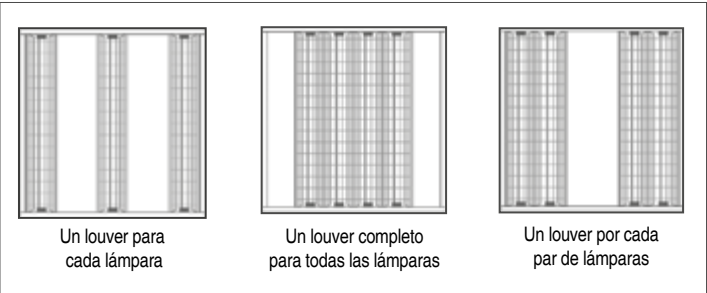 Un louver para
cada lámpara
Un louver completo
para todas las lámparas
Un louver por cada
par de lámparas